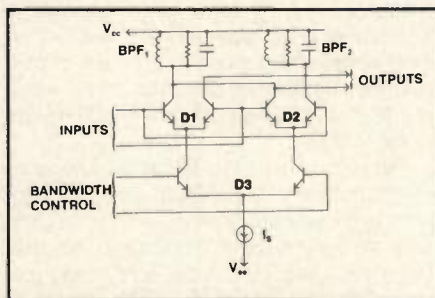 Vcc
BPF1
BPF2
OUTPUTS
D1
D2
INPUTS
BANDWIDTH
CONTROL
D3
Is
Vee